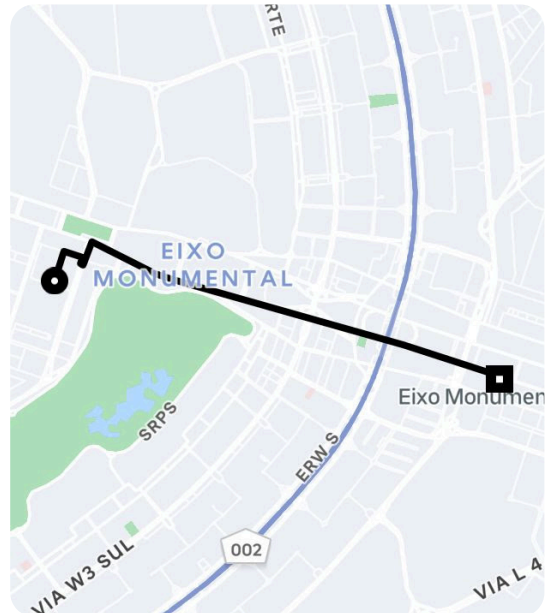 RTE
EIXO
MONUMENTAL
Eixo Monumen
SRPS
ERW S
002
VIA W3 SUL
VIA L 4